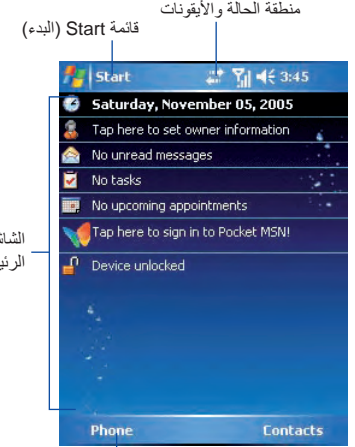 منطقة الحالة والأيقونات
قائمة Start (البدء)
Start 3:45
Saturday, November 05, 2005
Tap here to set owner information
No unread messages
No tasks
No upcoming appointments
Tap here to sign in to Pocket MSN!
Device unlocked
Phone Contacts